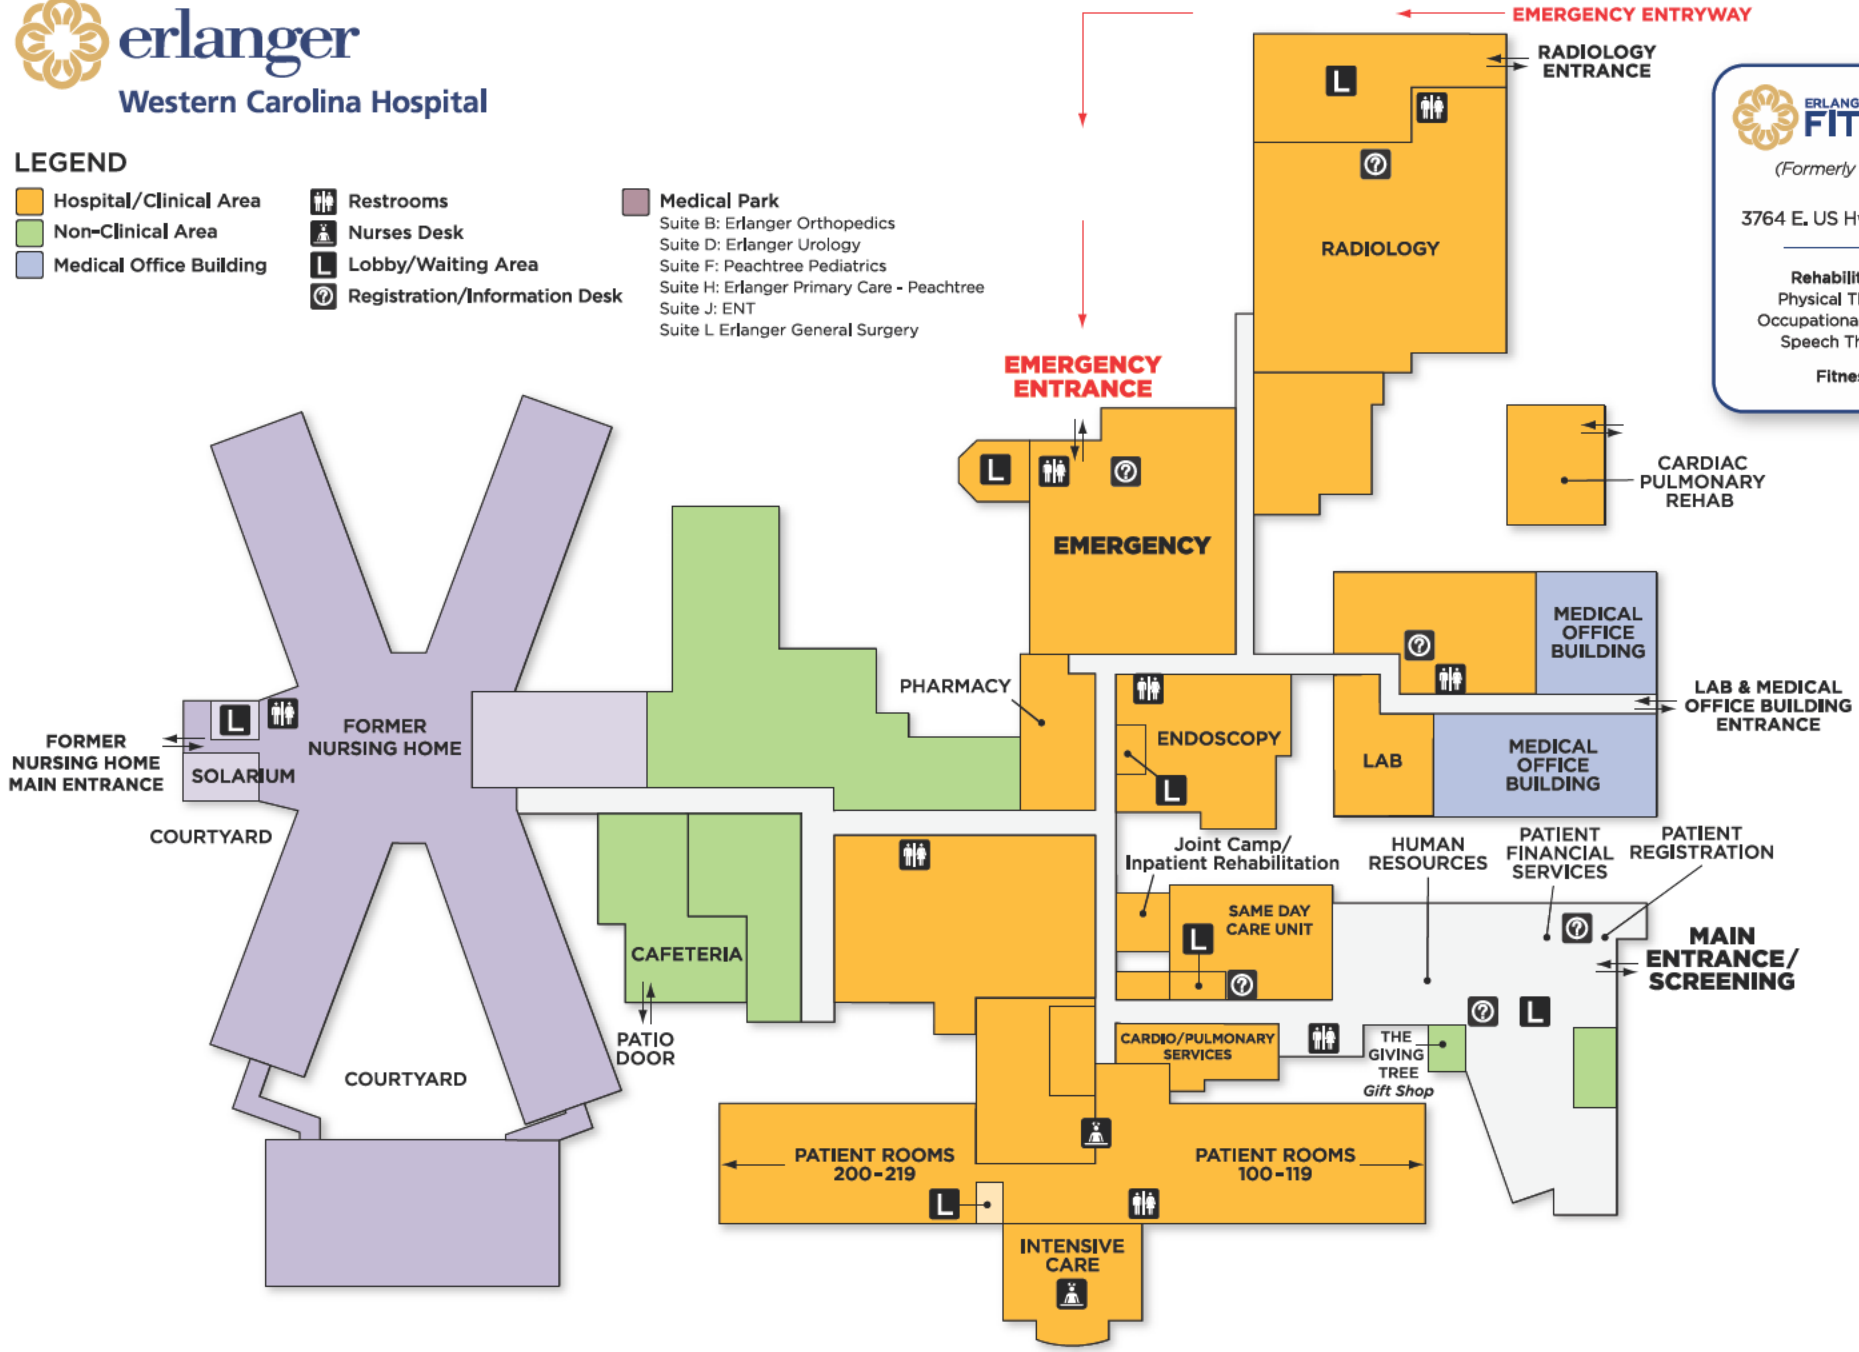 erlanger
Western Carolina Hospital
LEGEND
Hospital/Clinical Area
Non-Clinical Area
Medical Office Building
Restrooms
Nurses Desk
L
Lobby/Waiting Area
?
Registration/Information Desk
Medical Park
Suite B: Erlanger Orthopedics
Suite D: Erlanger Urology
Suite F: Peachtree Pediatrics
Suite H: Erlanger Primary Care - Peachtree
Suite J: ENT
Suite L Erlanger General Surgery
EMERGENCY ENTRYWAY
RADIOLOGY
ENTRANCE
L
?
RADIOLOGY
ERLANG
FIT
(Formerly
3764 E. US H
Rehabili
Physical T
Occupationa
Speech Th
Fitne
EMERGENCY
ENTRANCE
L
?
EMERGENCY
CARDIAC
PULMONARY
REHAB
MEDICAL
OFFICE
BUILDING
?
LAB & MEDICAL
OFFICE BUILDING
ENTRANCE
LAB
MEDICAL
OFFICE
BUILDING
PHARMACY
ENDOSCOPY
L
FORMER
NURSING HOME
MAIN ENTRANCE
L
SOLARIUM
FORMER
NURSING HOME
COURTYARD
COURTYARD
CAFETERIA
PATIO
DOOR
Joint Camp/
Inpatient Rehabilitation
HUMAN
RESOURCES
PATIENT
FINANCIAL
SERVICES
PATIENT
REGISTRATION
SAME DAY
CARE UNIT
L
?
?
MAIN
ENTRANCE/
SCREENING
?
L
CARDIO/PULMONARY
SERVICES
THE
GIVING
TREE
Gift Shop
PATIENT ROOMS
200-219
PATIENT ROOMS
100-119
L
INTENSIVE
CARE